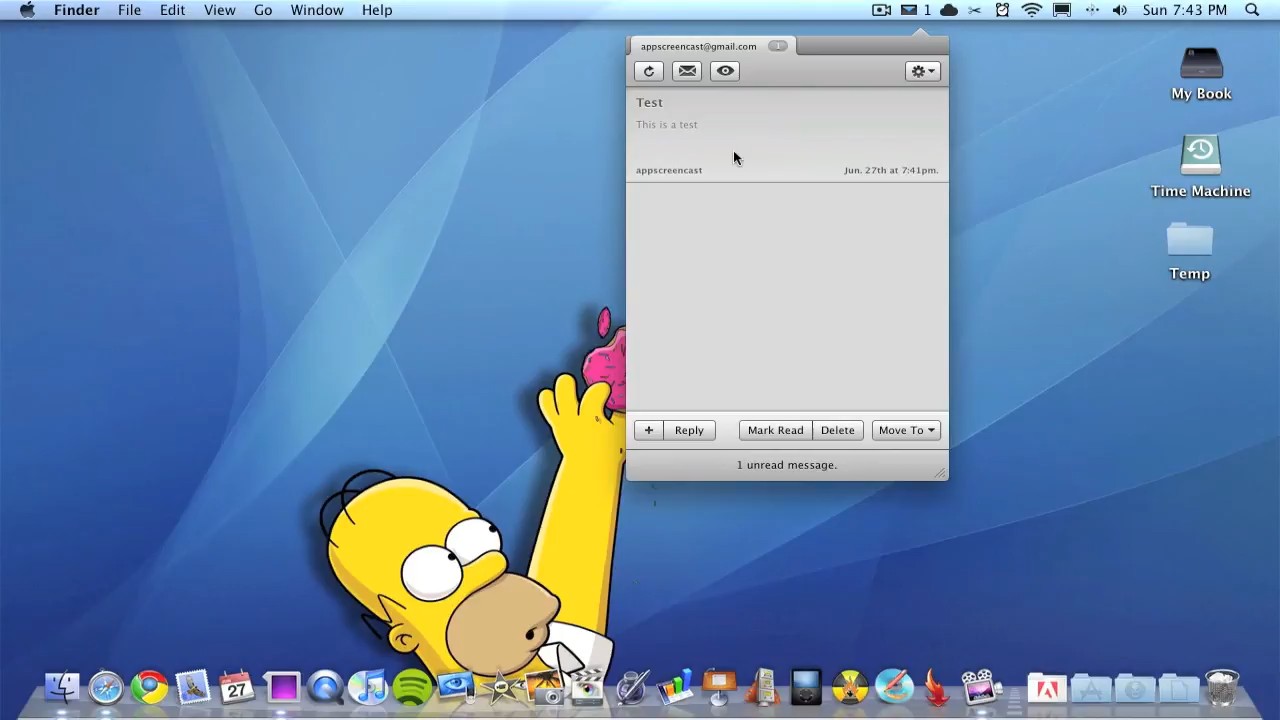 Finder File Edit View Go Window Help 1 Sun 7:43 PM
appscreencast@gmail.com 1
Test
This is a test
appscreencast Jun. 27th at 7:41pm.
+ Reply Mark Read Delete Move To
1 unread message.
My Book
Time Machine
Temp
27